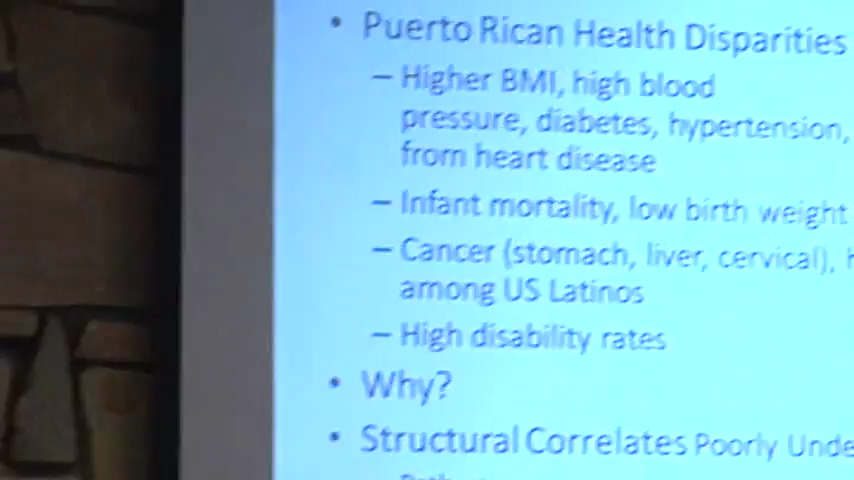 • Puerto Rican Health Disparities
– Higher BMI, high blood
pressure, diabetes, hypertension,
from heart disease
– Infant mortality, low birth weight
– Cancer (stomach, liver, cervical),
among US Latinos
– High disability rates
• Why?
• Structural Correlates Poorly